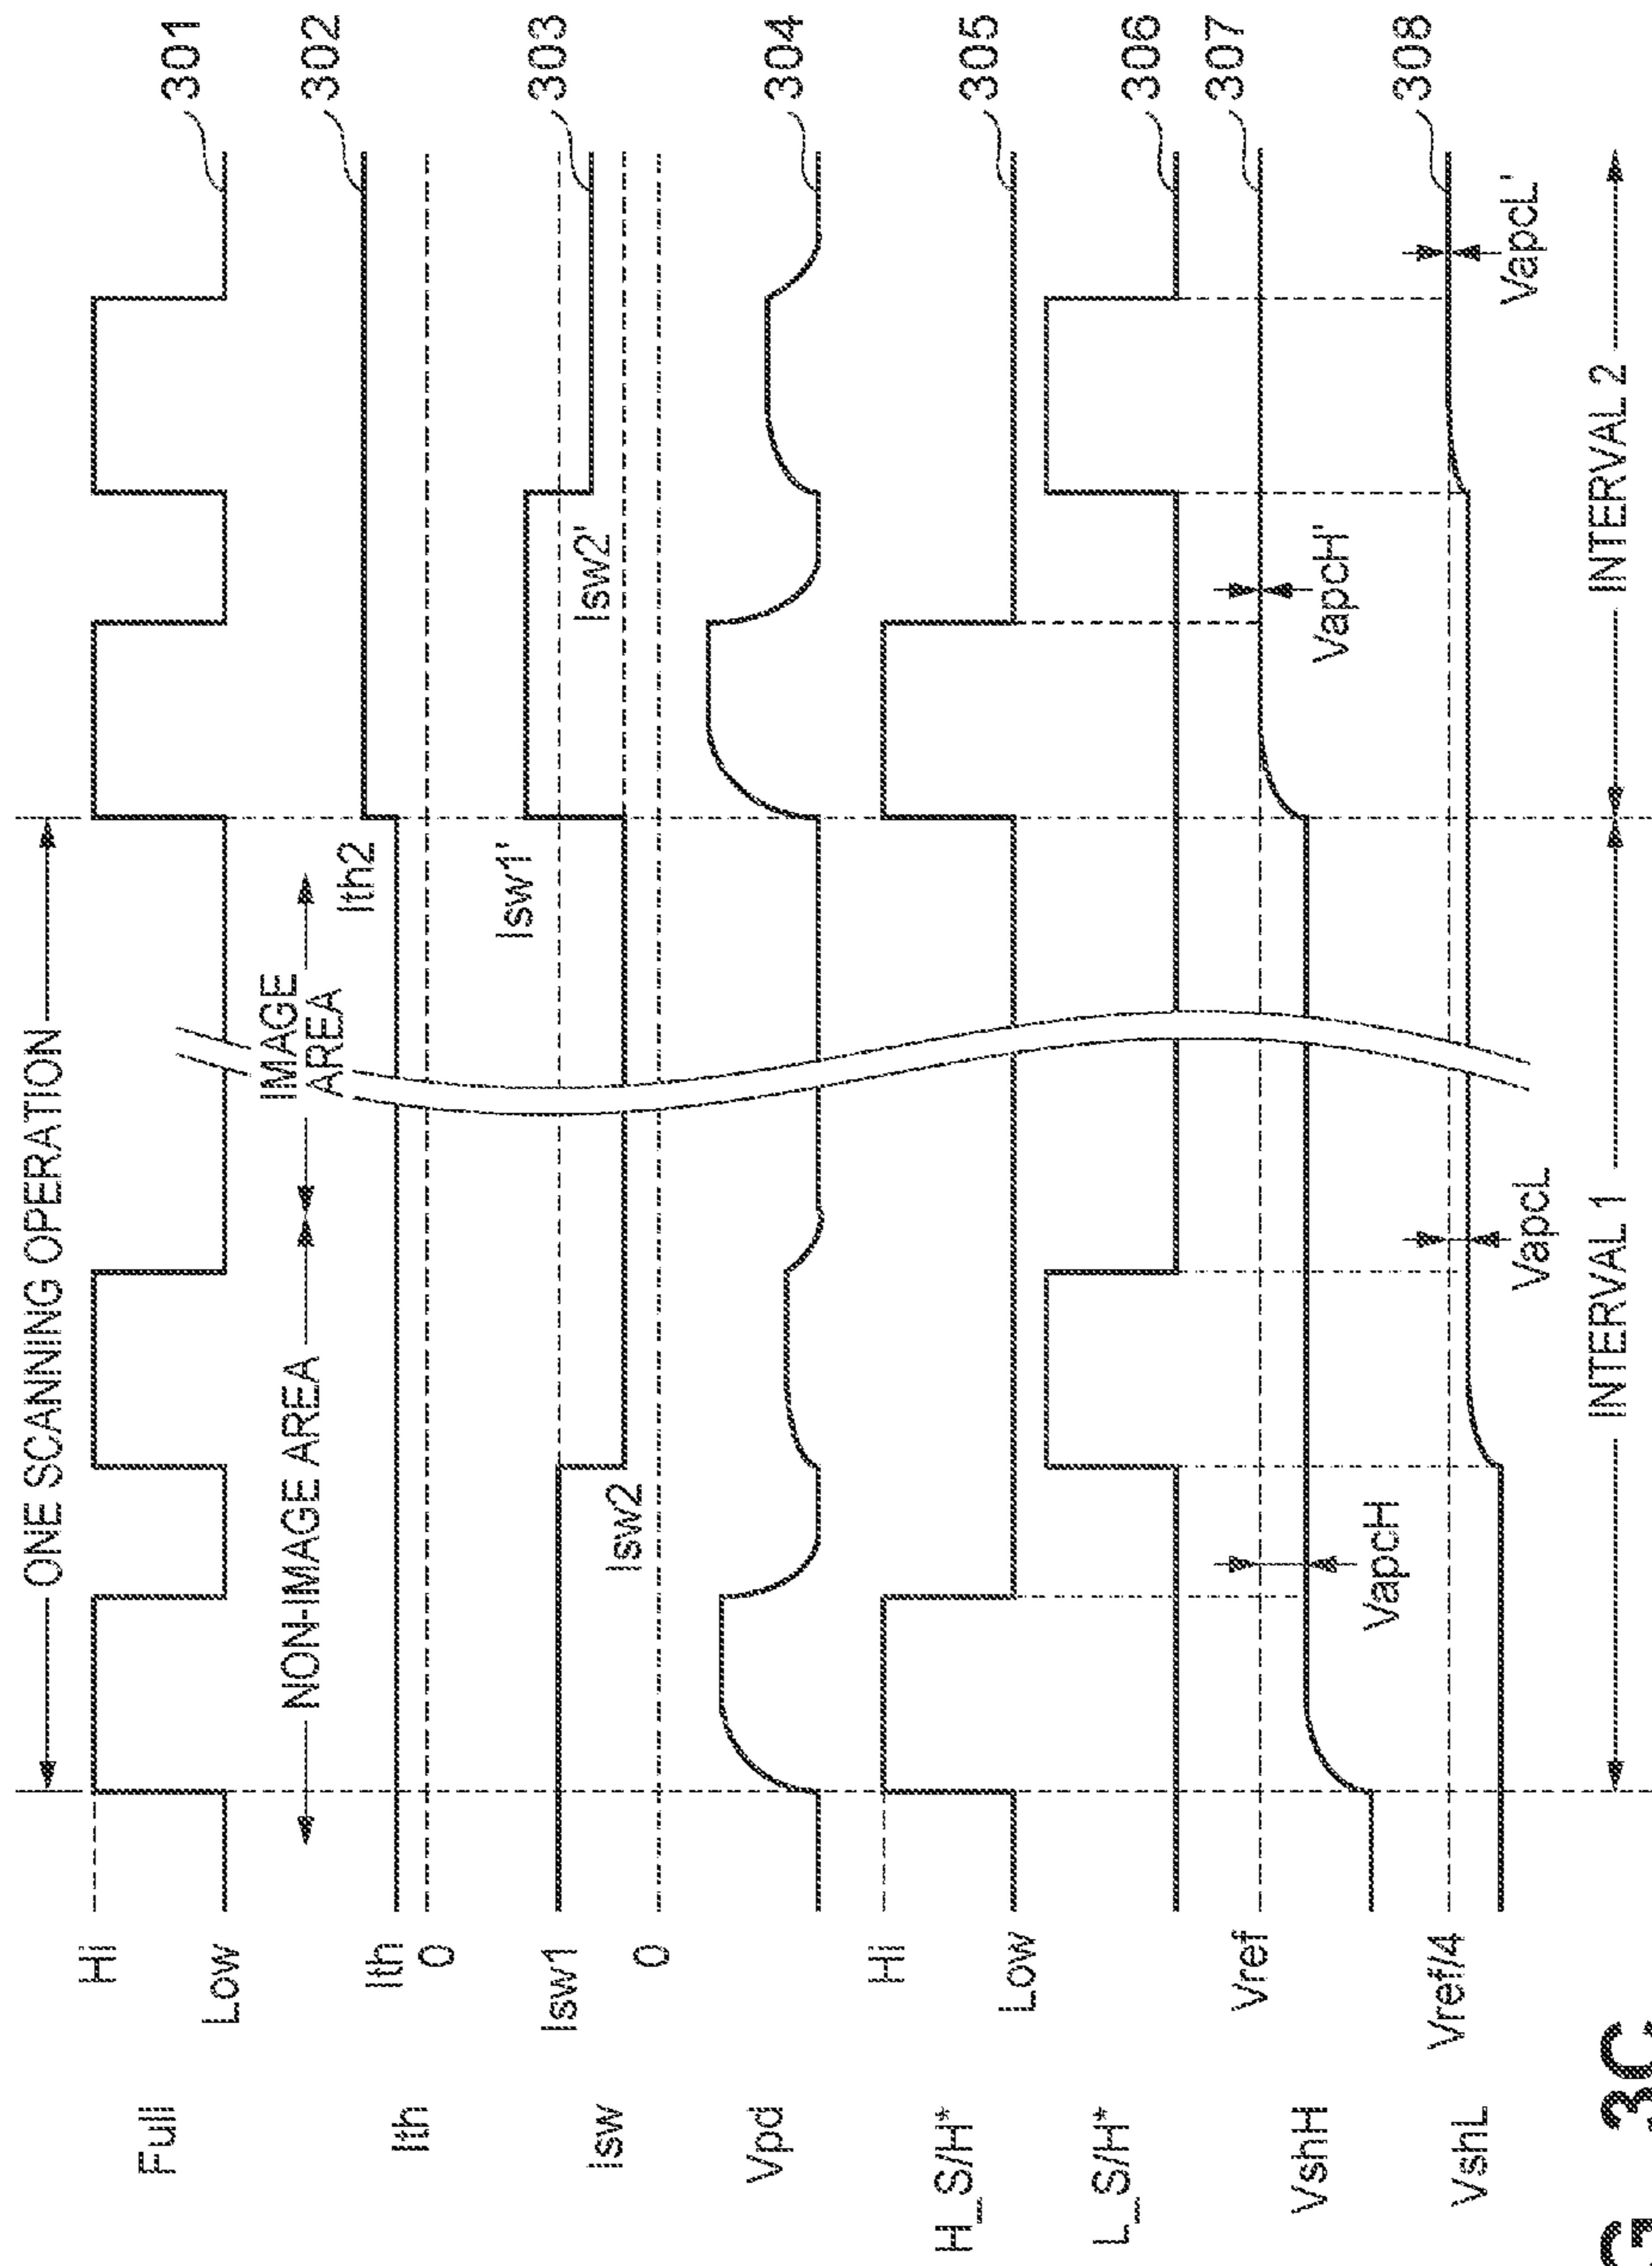 ONE SCANNING OPERATION
Full
Hi
Low
301
NON-IMAGE AREA
IMAGE
AREA
Ith
Ith
0
Ith2
302
Isw
Isw1
0
Isw2
Isw1'
Isw2'
303
Vpd
304
H_S/H*
Hi
Low
305
L_S/H*
306
VshH
Vref
VapcH
VapcH'
307
VshL
Vref/4
VapcL
VapcL'
308
INTERVAL 1
INTERVAL 2
G 3C